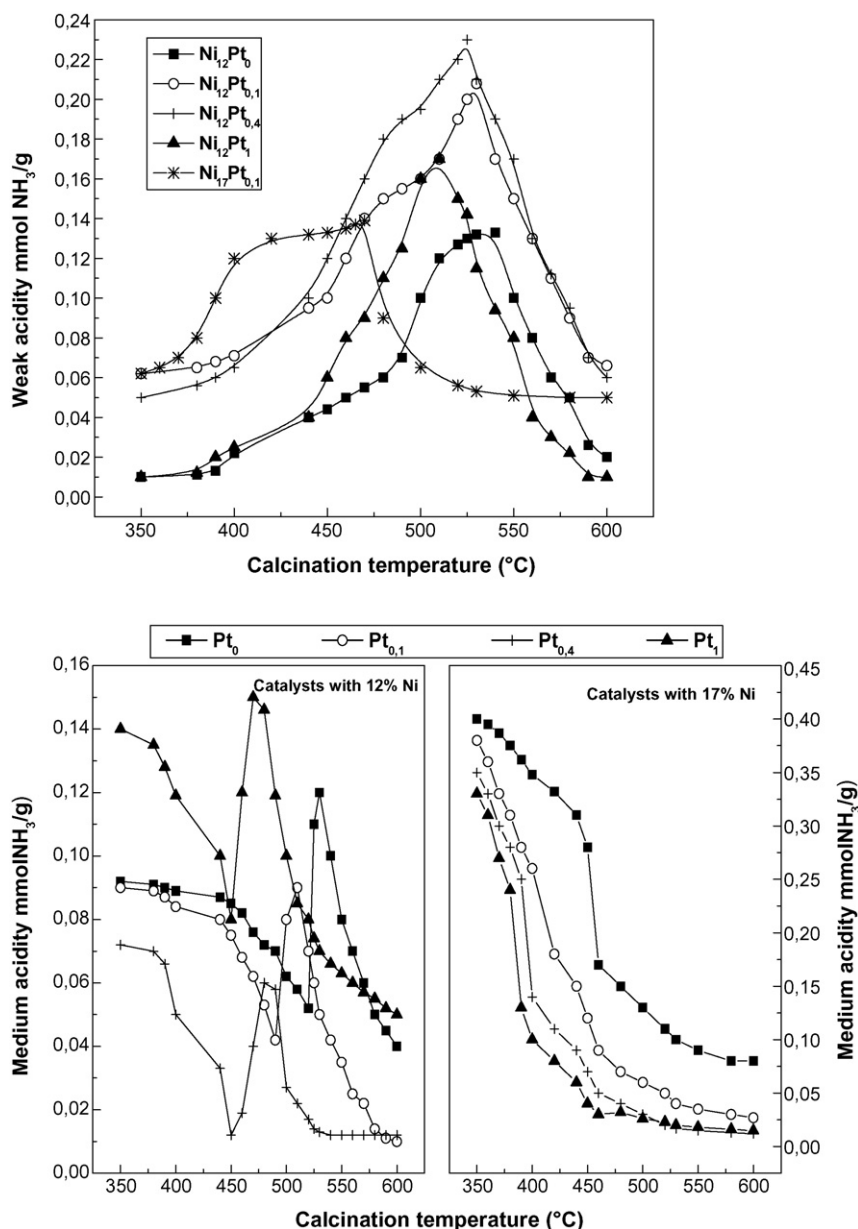 0,24
0,22
0,20
0,18
0,16
0,14
0,12
0,10
0,08
0,06
0,04
0,02
0,00
Weak acidity mmol NH₃/g
Ni₁₂Pt₀
Ni₁₂Pt₀,₁
Ni₁₂Pt₀,₄
Ni₁₂Pt₁
Ni₁₇Pt₀,₁
350 400 450 500 550 600
Calcination temperature (°C)
Pt₀ Pt₀,₁ Pt₀,₄ Pt₁
0,16
0,14
0,12
0,10
0,08
0,06
0,04
0,02
0,00
Medium acidity mmolNH₃/g)
Catalysts with 12% Ni
350 400 450 500 550 600
Catalysts with 17% Ni
350 400 450 500 550 600
0,45
0,40
0,35
0,30
0,25
0,20
0,15
0,10
0,05
0,00
Medium acidity mmolNH₃/g)
Calcination temperature (°C)